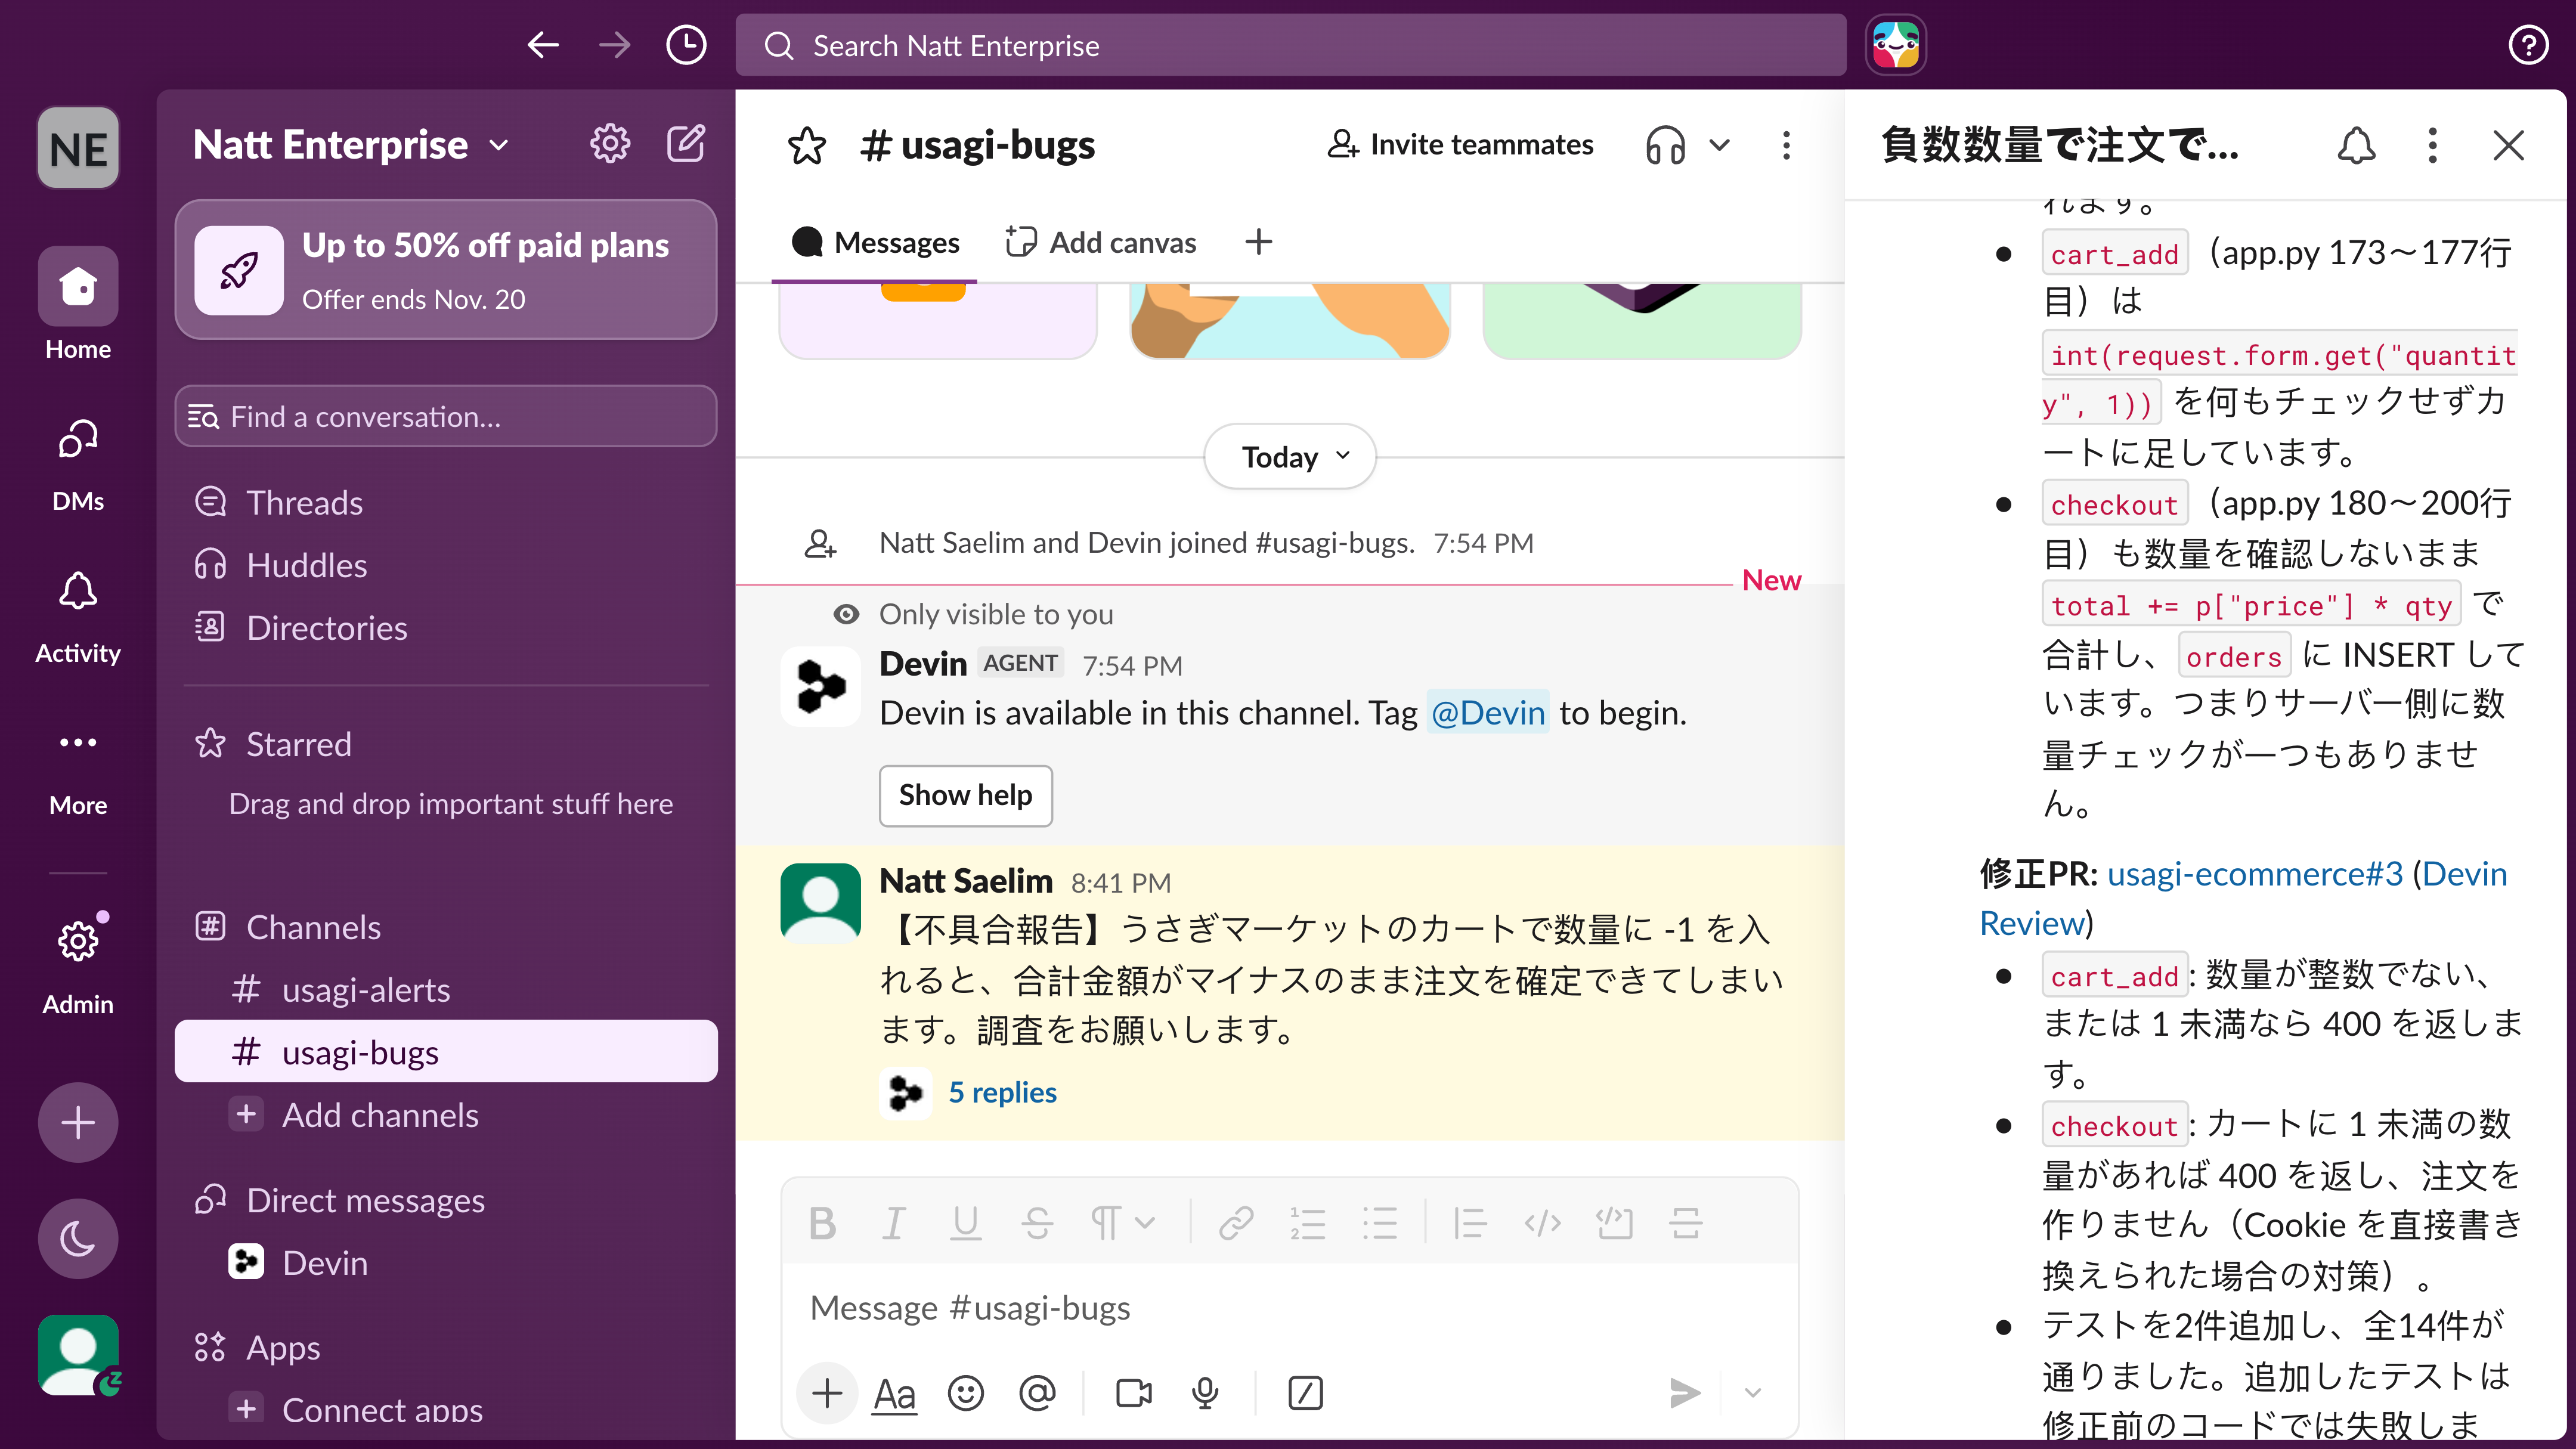 Search Natt Enterprise
NE
Home
DMs
Activity
More
Admin
Natt Enterprise
Up to 50% off paid plans
Offer ends Nov. 20
Find a conversation...
Threads
Huddles
Directories
Starred
Drag and drop important stuff here
Channels
# usagi-alerts
# usagi-bugs
Add channels
Direct messages
Devin
Apps
Connect apps
# usagi-bugs
Invite teammates
Messages
Add canvas
Today
Natt Saelim and Devin joined #usagi-bugs. 7:54 PM
New
Only visible to you
Devin AGENT 7:54 PM
Devin is available in this channel. Tag @Devin to begin.
Show help
Natt Saelim 8:41 PM
【不具合報告】うさぎマーケットのカートで数量に -1 を入
れると、合計金額がマイナスのまま注文を確定できてしまい
ます。調査をお願いします。
5 replies
Message #usagi-bugs
負数数量で注文で...
れます。
cart_add（app.py 173〜177行
目）は
int(request.form.get("quantit
y", 1)) を何もチェックせずカ
ートに足しています。
checkout（app.py 180〜200行
目）も数量を確認しないまま
total += p["price"] * qty で
合計し、orders に INSERT して
います。つまりサーバー側に数
量チェックが一つもありませ
ん。
修正PR: usagi-ecommerce#3 (Devin
Review)
cart_add: 数量が整数でない、
または 1 未満なら 400 を返しま
す。
checkout: カートに 1 未満の数
量があれば 400 を返し、注文を
作りません（Cookie を直接書き
換えられた場合の対策）。
テストを2件追加し、全14件が
通りました。追加したテストは
修正前のコードでは失敗しま